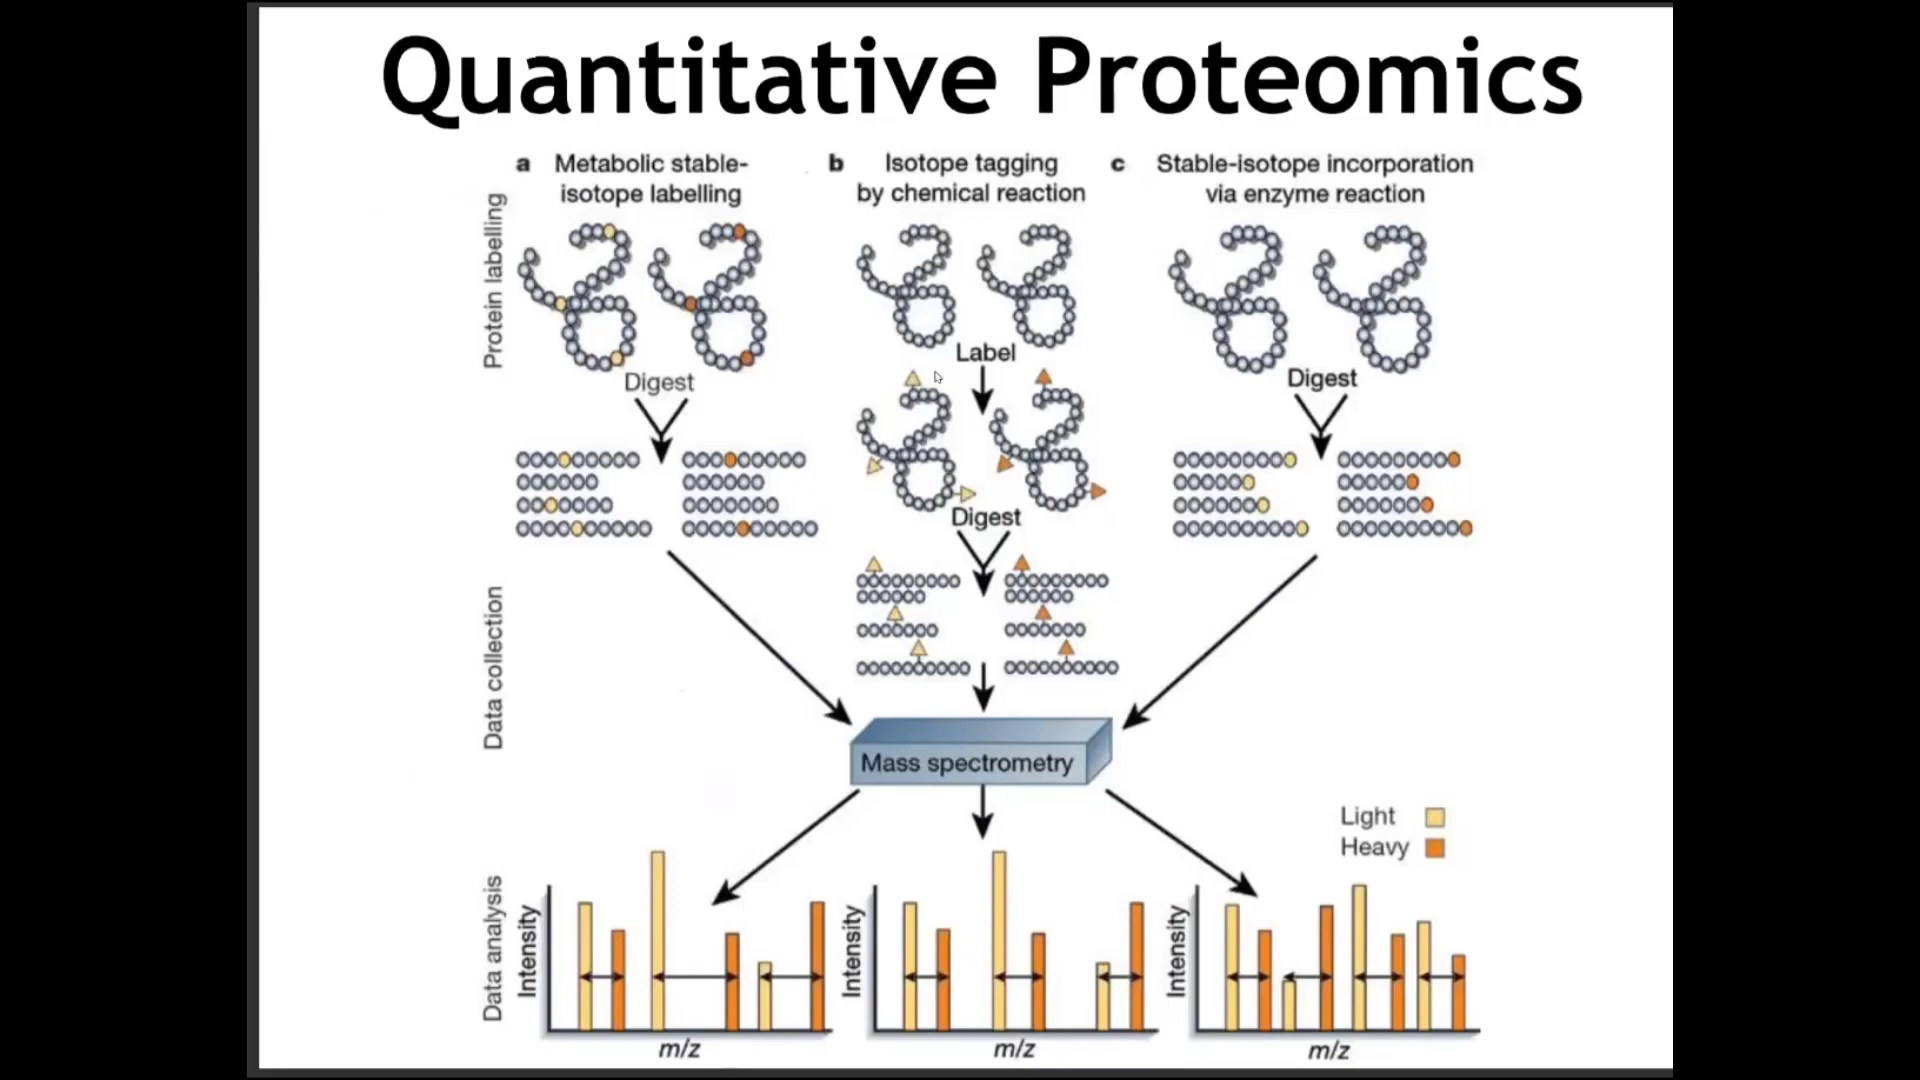 Quantitative Proteomics
a Metabolic stable-
isotope labelling
b Isotope tagging
by chemical reaction
c Stable-isotope incorporation
via enzyme reaction
Protein labelling
Label
Digest
Digest
Digest
Data collection
Mass spectrometry
Light
Heavy
Data analysis
Intensity
Intensity
Intensity
m/z
m/z
m/z